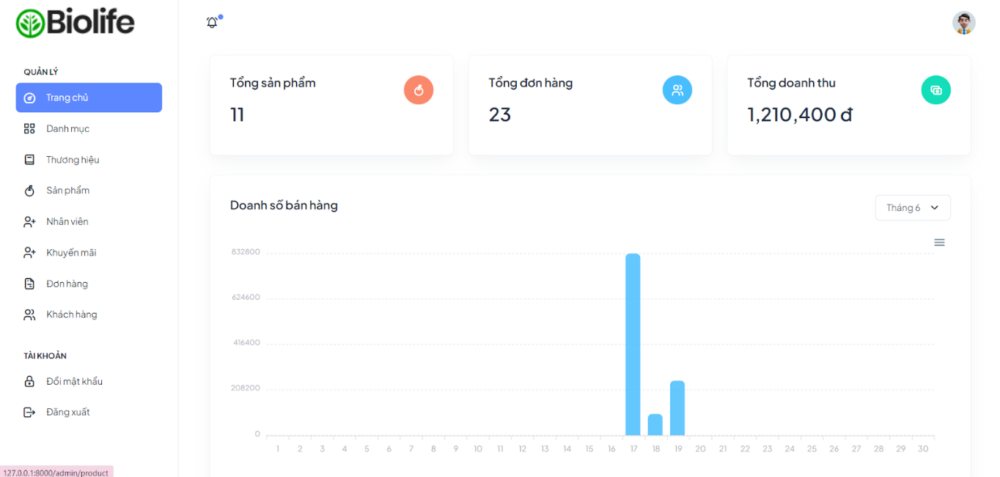 Biolife
QUẢN LÝ
Trang chủ
Danh mục
Thương hiệu
Sản phẩm
Nhân viên
Khuyến mãi
Đơn hàng
Khách hàng
TÀI KHOẢN
Đổi mật khẩu
Đăng xuất
127.0.0.1:8000/admin/product
Tổng sản phẩm
11
Tổng đơn hàng
23
Tổng doanh thu
1,210,400 đ
Doanh số bán hàng
Tháng 6
832800
624600
416400
208200
0
1 2 3 4 5 6 7 8 9 10 11 12 13 14 15 16 17 18 19 20 21 22 23 24 25 26 27 28 29 30